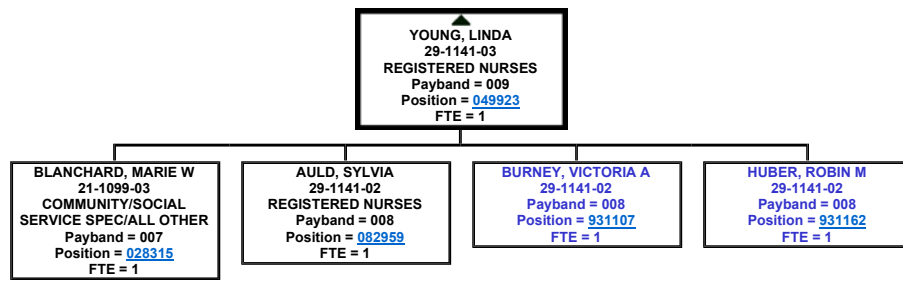 YOUNG, LINDA
29-1141-03
REGISTERED NURSES
Payband = 009
Position = 049923
FTE = 1
BLANCHARD, MARIE W
21-1099-03
COMMUNITY/SOCIAL
SERVICE SPEC/ALL OTHER
Payband = 007
Position = 028315
FTE = 1
AULD, SYLVIA
29-1141-02
REGISTERED NURSES
Payband = 008
Position = 082959
FTE = 1
BURNEY, VICTORIA A
29-1141-02
Payband = 008
Position = 931107
FTE = 1
HUBER, ROBIN M
29-1141-02
Payband = 008
Position = 931162
FTE = 1